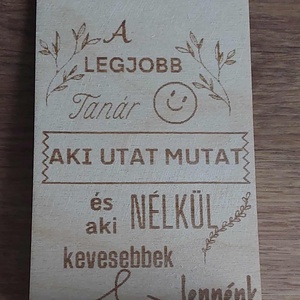 A
LEGJOBB
Tanár
AKI UTAT MUTAT
és aki NÉLKÜL
kevesebbek
lennénk